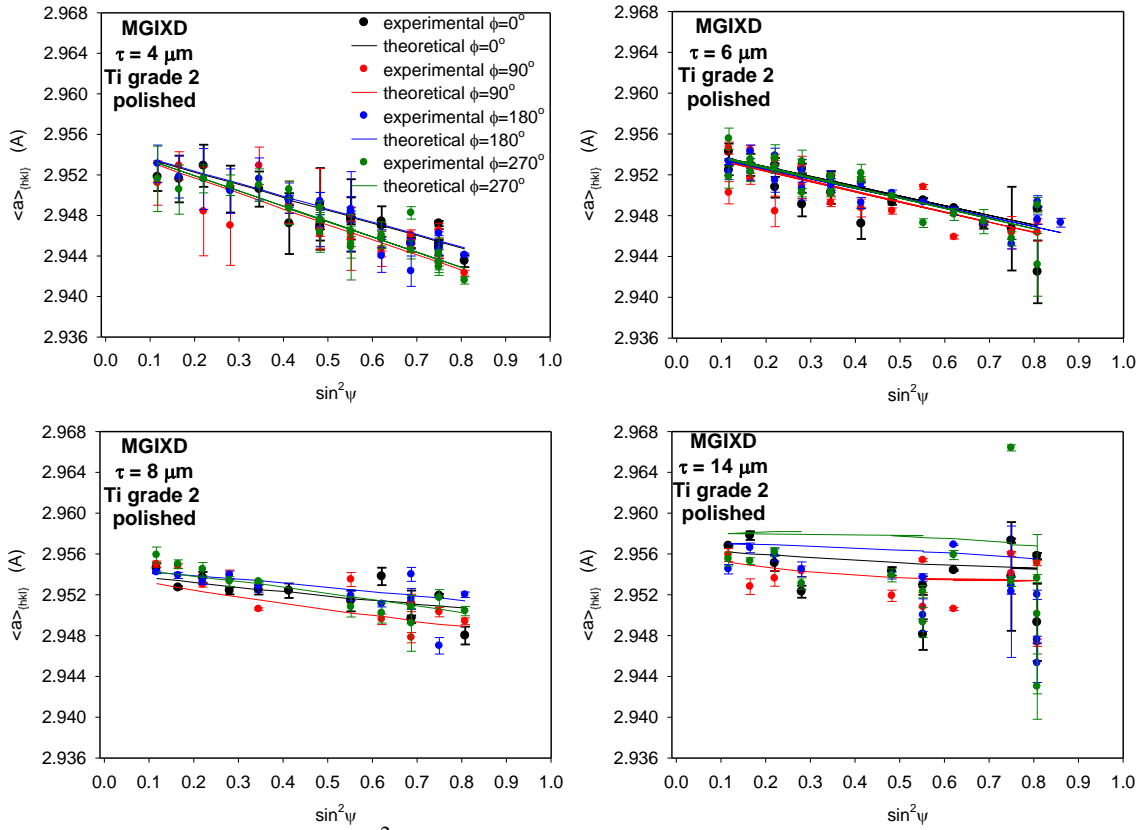 2.968
2.964
2.960
2.956
2.952
2.948
2.944
2.940
2.936
<a>{hkl} (A)
MGIXD
τ = 4 μm
Ti grade 2
polished
experimental ϕ=0°
theoretical ϕ=0°
experimental ϕ=90°
theoretical ϕ=90°
experimental ϕ=180°
theoretical ϕ=180°
experimental ϕ=270°
theoretical ϕ=270°
0.0 0.1 0.2 0.3 0.4 0.5 0.6 0.7 0.8 0.9 1.0
sin²ψ
2.968
2.964
2.960
2.956
2.952
2.948
2.944
2.940
2.936
<a>{hkl} (A)
MGIXD
τ = 6 μm
Ti grade 2
polished
0.0 0.1 0.2 0.3 0.4 0.5 0.6 0.7 0.8 0.9 1.0
sin²ψ
2.968
2.964
2.960
2.956
2.952
2.948
2.944
2.940
2.936
<a>{hkl} (A)
MGIXD
τ = 8 μm
Ti grade 2
polished
0.0 0.1 0.2 0.3 0.4 0.5 0.6 0.7 0.8 0.9 1.0
sin²ψ
2.968
2.964
2.960
2.956
2.952
2.948
2.944
2.940
2.936
<a>{hkl} (A)
MGIXD
τ = 14 μm
Ti grade 2
polished
0.0 0.1 0.2 0.3 0.4 0.5 0.6 0.7 0.8 0.9 1.0
sin²ψ